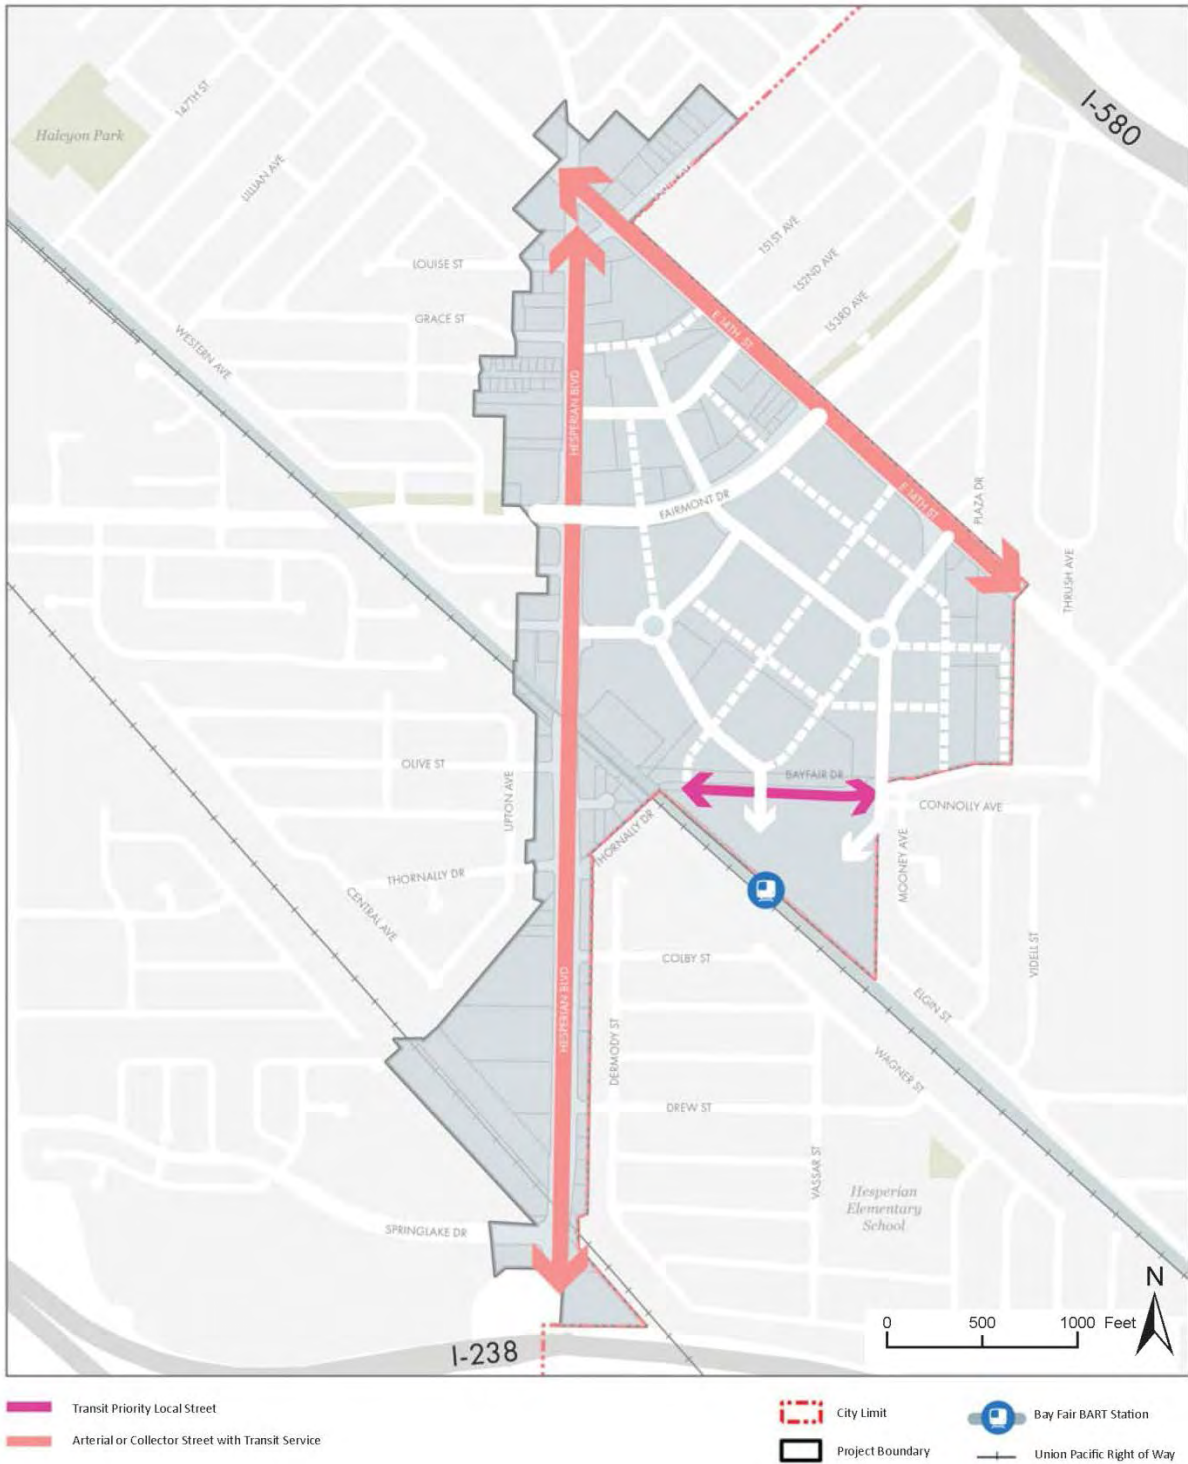 I-580
Halcyon Park
147TH ST
LILLIAN AVE
151ST AVE
152ND AVE
153RD AVE
LOUISE ST
GRACE ST
WESTERN AVE
E 14TH ST
HESPERIAN BLVD
FAIRMONT DR
E 14TH ST
PLAZA DR
THRUSH AVE
OLIVE ST
UPTON AVE
BAYFAIR DR
CONNOLLY AVE
THORNALLY DR
MOONEY AVE
THORNALLY DR
CENTRAL AVE
COLBY ST
VIDELL ST
ELGIN ST
HESPERIAN BLVD
DERMODY ST
WAGNER ST
DREW ST
VASSAR ST
Hesperian
Elementary
School
SPRINGLAKE DR
N
0 500 1000 Feet
I-238
Transit Priority Local Street
Arterial or Collector Street with Transit Service
City Limit
Project Boundary
Bay Fair BART Station
Union Pacific Right of Way